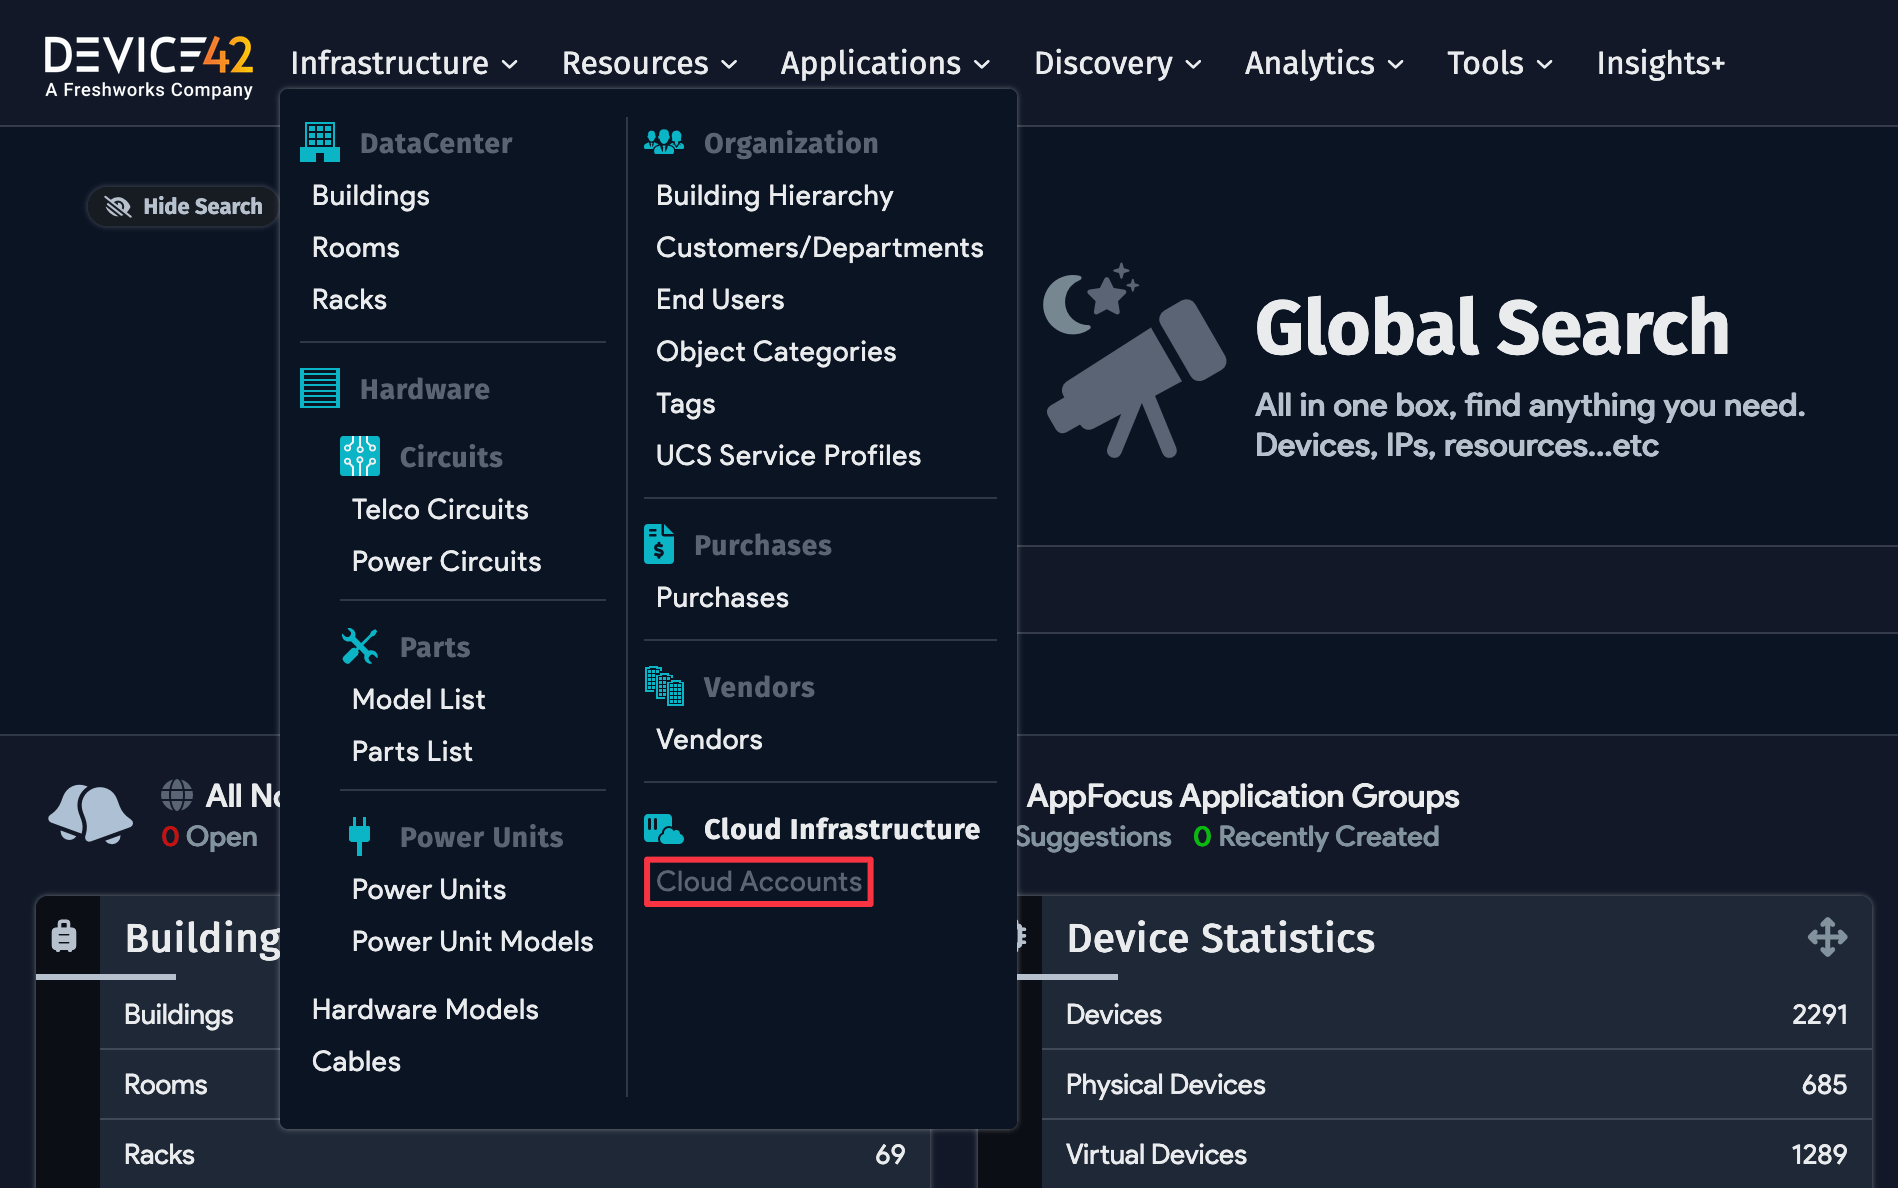 DEVICE42
A Freshworks Company
Infrastructure
Resources
Applications
Discovery
Analytics
Tools
Insights+
Hide Search
DataCenter
Buildings
Rooms
Racks
Hardware
Circuits
Telco Circuits
Power Circuits
Parts
Model List
Parts List
Power Units
Power Units
Power Unit Models
Hardware Models
Cables
Organization
Building Hierarchy
Customers/Departments
End Users
Object Categories
Tags
UCS Service Profiles
Purchases
Purchases
Vendors
Vendors
Cloud Infrastructure
Cloud Accounts
Global Search
All in one box, find anything you need.
Devices, IPs, resources...etc
All
0 Open
AppFocus Application Groups
Suggestions 0 Recently Created
Building
Buildings
Rooms
Racks 69
Device Statistics
Devices 2291
Physical Devices 685
Virtual Devices 1289